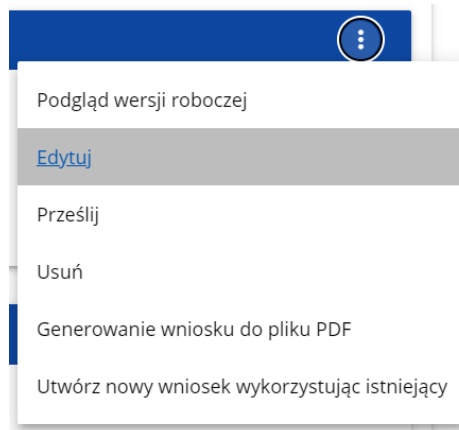 Podgląd wersji roboczej
Edytuj
Prześlij
Usuń
Generowanie wniosku do pliku PDF
Utwórz nowy wniosek wykorzystując istniejący